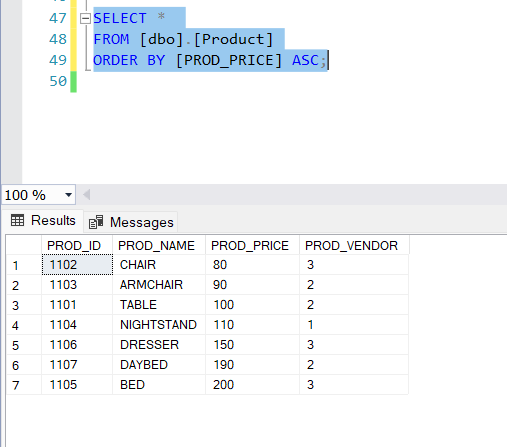 47 SELECT *
48 FROM [dbo].[Product]
49 ORDER BY [PROD_PRICE] ASC;
50
100 %
Results Messages
PROD_ID PROD_NAME PROD_PRICE PROD_VENDOR
1 1102 CHAIR 80 3
2 1103 ARMCHAIR 90 2
3 1101 TABLE 100 2
4 1104 NIGHTSTAND 110 1
5 1106 DRESSER 150 3
6 1107 DAYBED 190 2
7 1105 BED 200 3